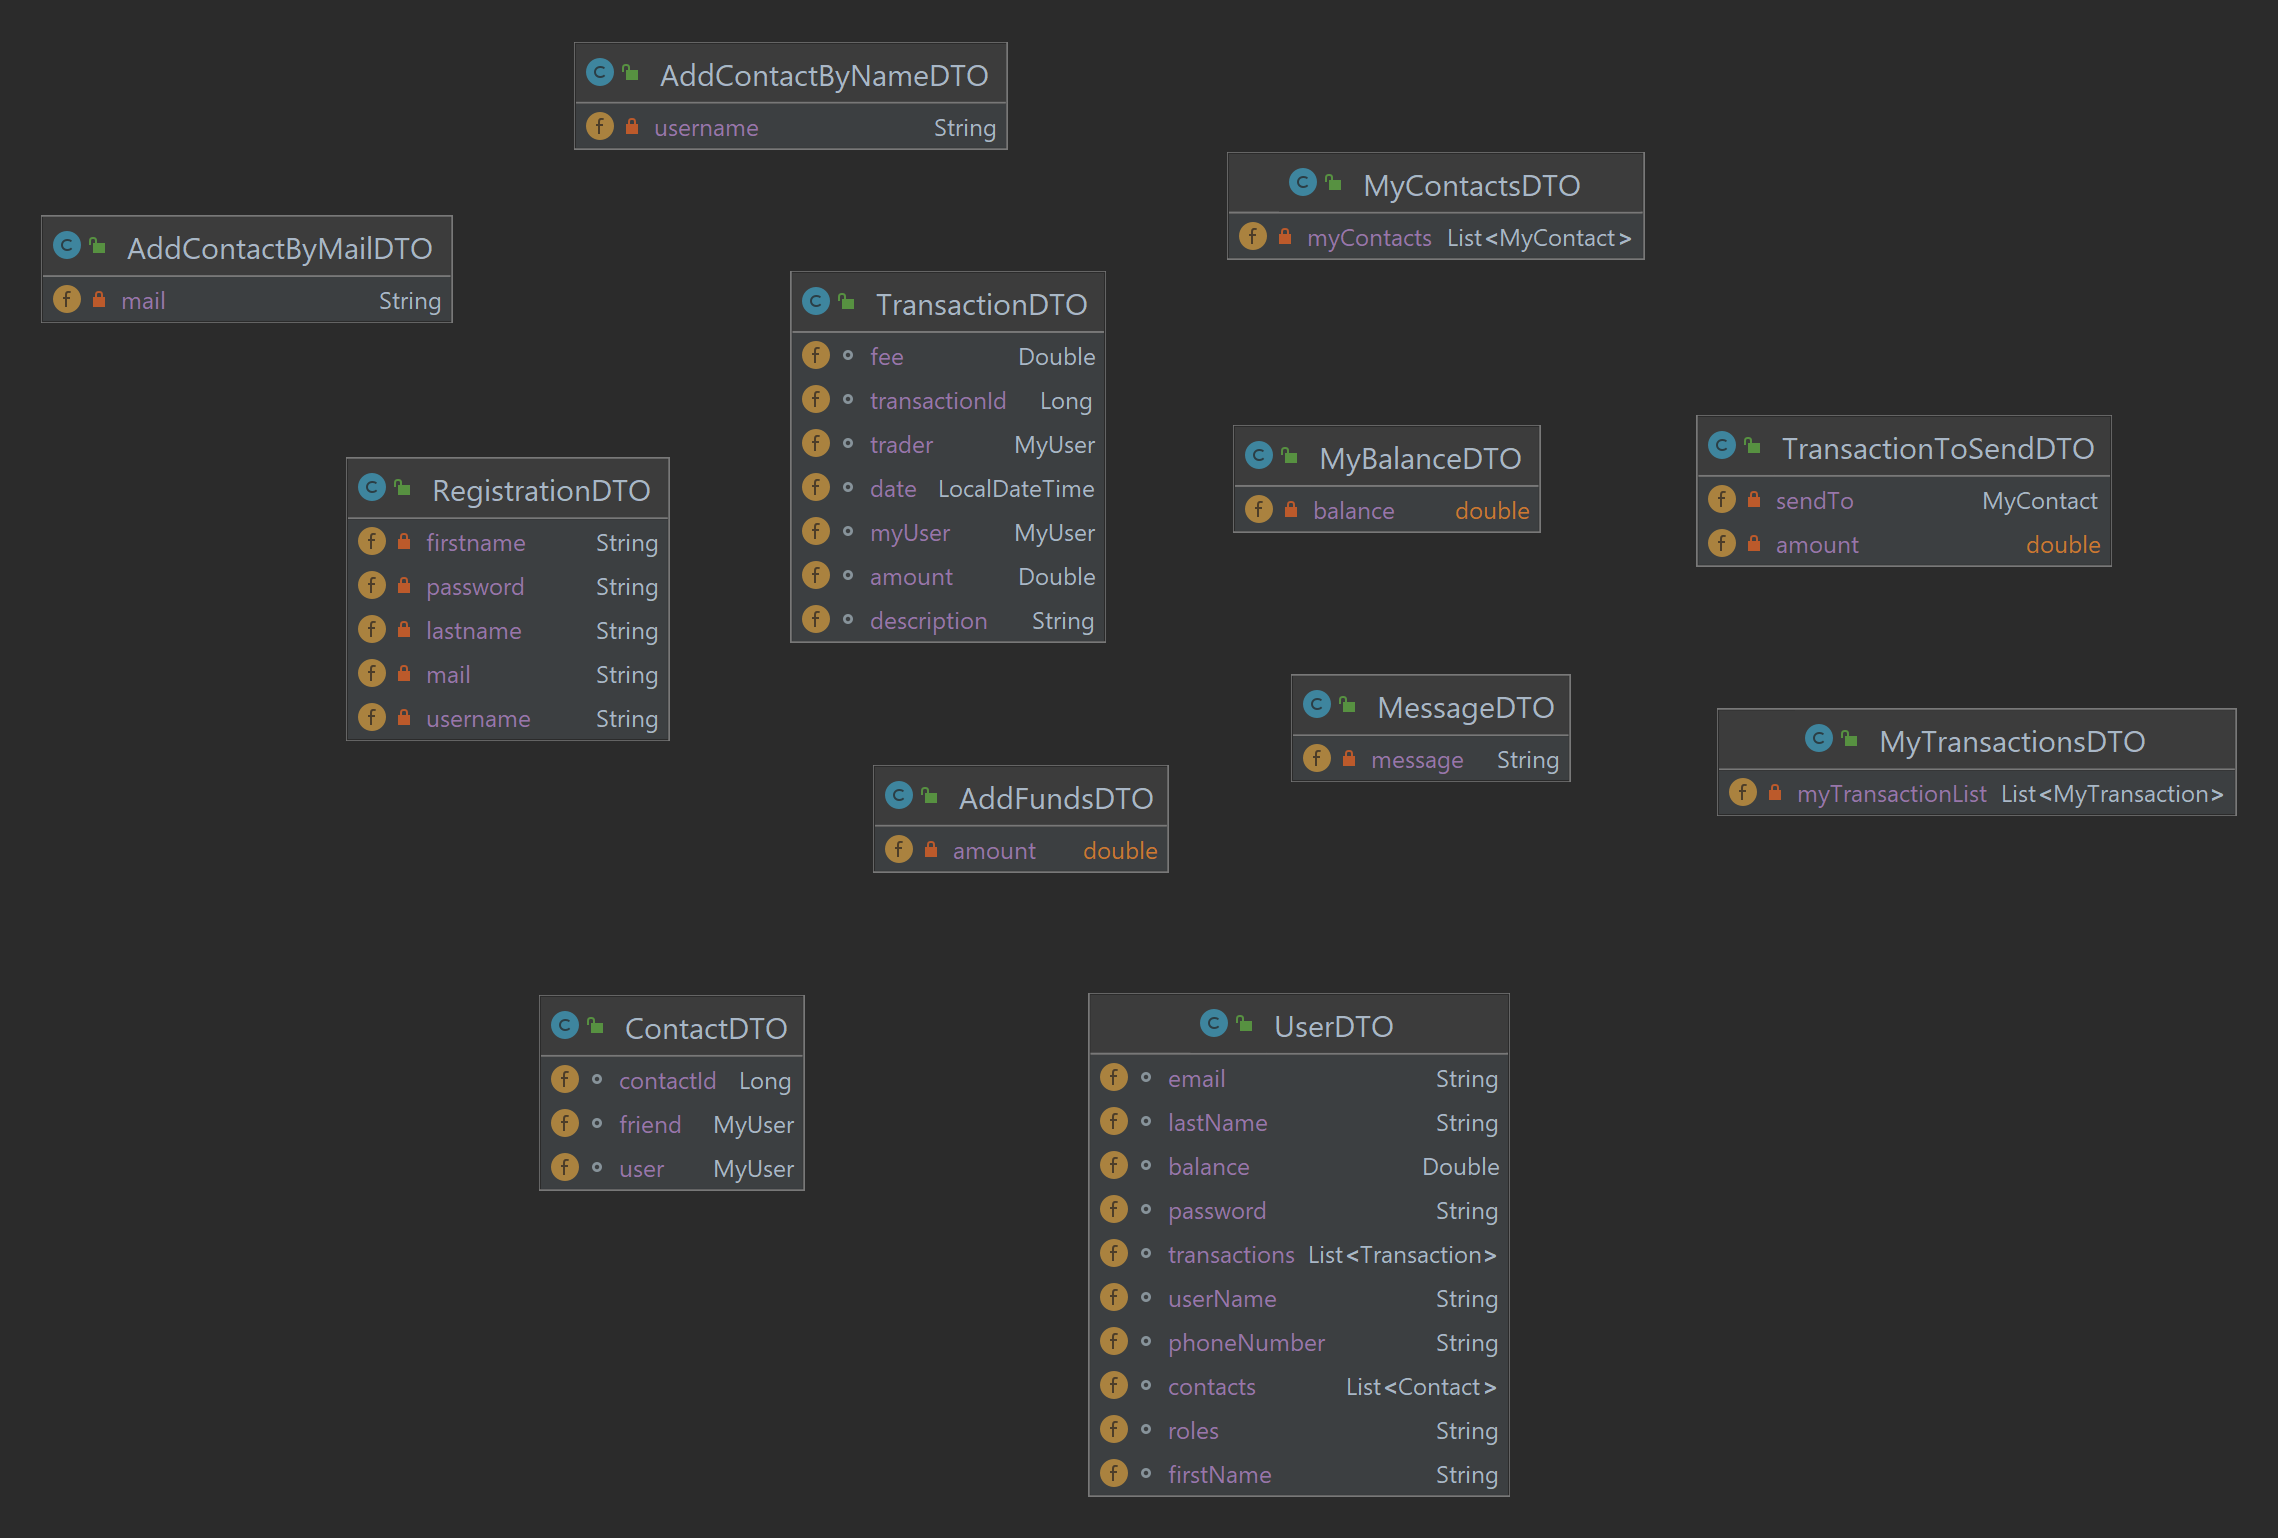 AddContactByNameDTO
username String
MyContactsDTO
myContacts List<MyContact>
AddContactByMailDTO
mail String
TransactionDTO
fee Double
transactionId Long
trader MyUser
date LocalDateTime
myUser MyUser
amount Double
description String
TransactionToSendDTO
sendTo MyContact
amount double
MyBalanceDTO
balance double
RegistrationDTO
firstname String
password String
lastname String
mail String
username String
MessageDTO
message String
MyTransactionsDTO
myTransactionList List<MyTransaction>
AddFundsDTO
amount double
ContactDTO
contactId Long
friend MyUser
user MyUser
UserDTO
email String
lastName String
balance Double
password String
transactions List<Transaction>
userName String
phoneNumber String
contacts List<Contact>
roles String
firstName String